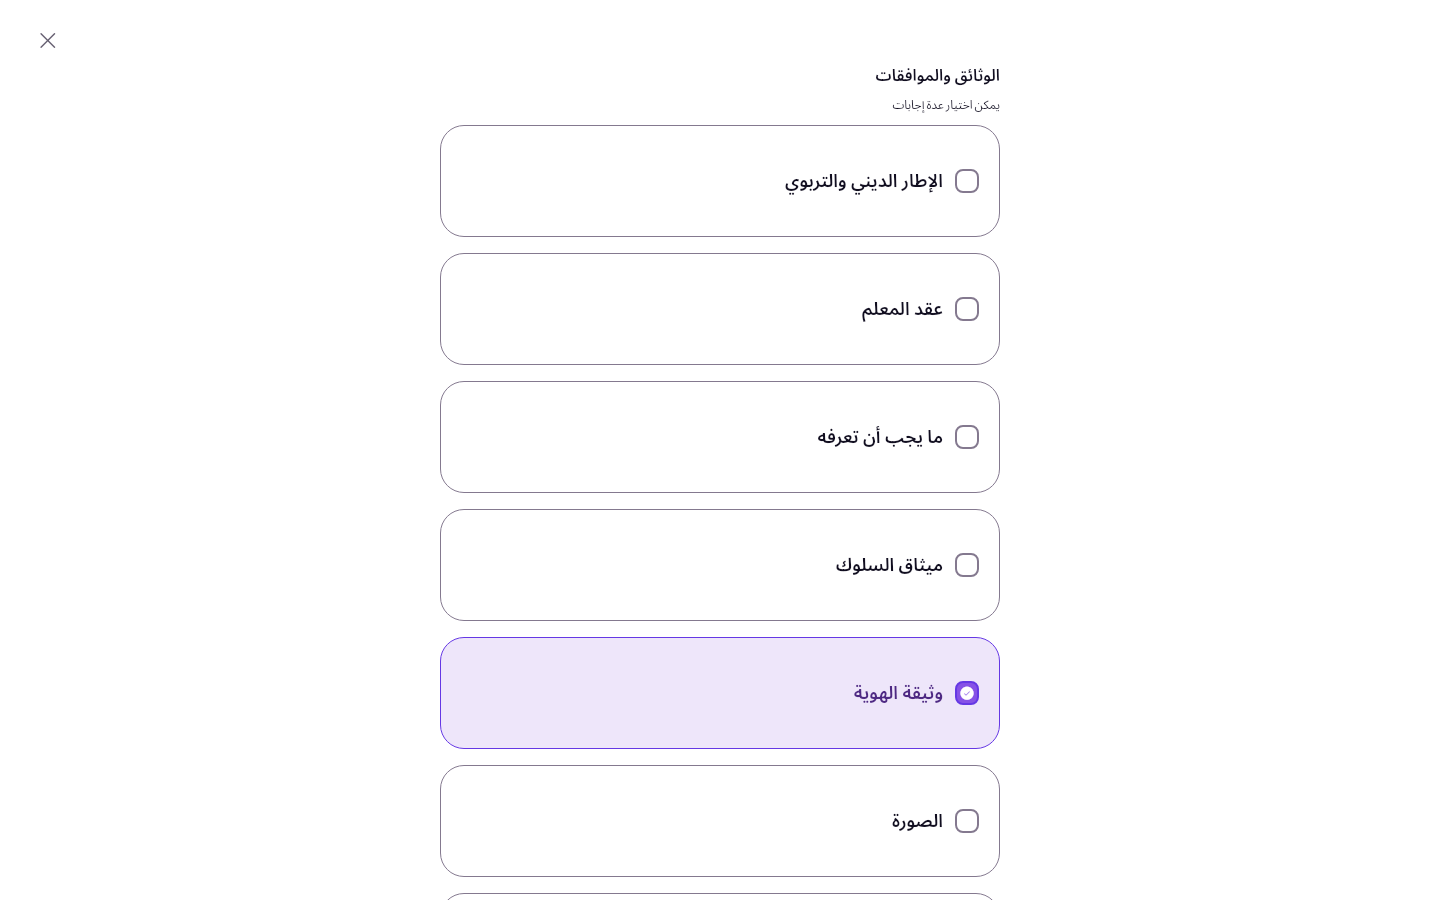 الوثائق والموافقات
يمكن اختيار عدة إجابات
الإطار الديني والتربوي
عقد المعلم
ما يجب أن تعرفه
ميثاق السلوك
وثيقة الهوية
الصورة